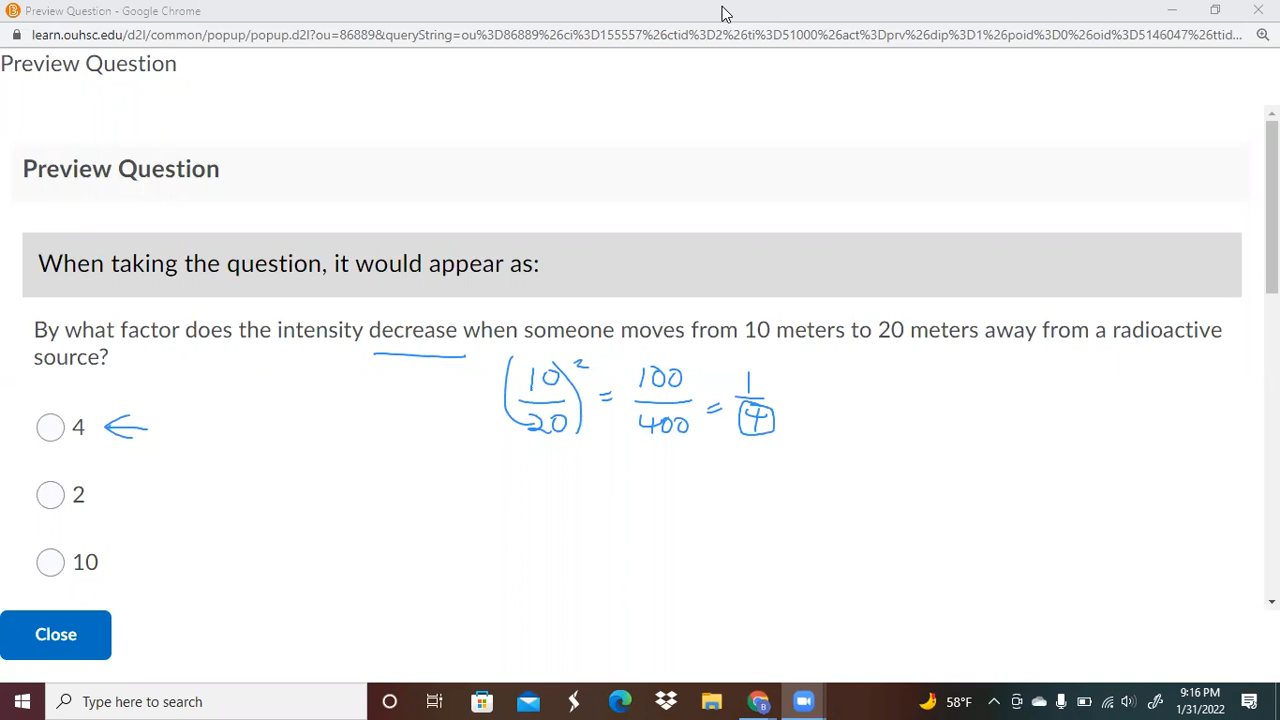 Preview Question - Google Chrome
learn.ouhsc.edu/d2l/common/popup/popup.d2l?ou=86889&queryString=ou%3D86889%26ci%3D155557%26ctid%3D2%26ti%3D51000%26act%3Dprv%26dip%3D1%26poid%3D0%26oid%3D5146047%26ttid...
Preview Question
Preview Question
When taking the question, it would appear as:
By what factor does the intensity decrease when someone moves from 10 meters to 20 meters away from a radioactive
source?
(10/20)² = 100/400 = 1/4
4 ←
2
10
Close
Type here to search
58°F
9:16 PM
1/31/2022